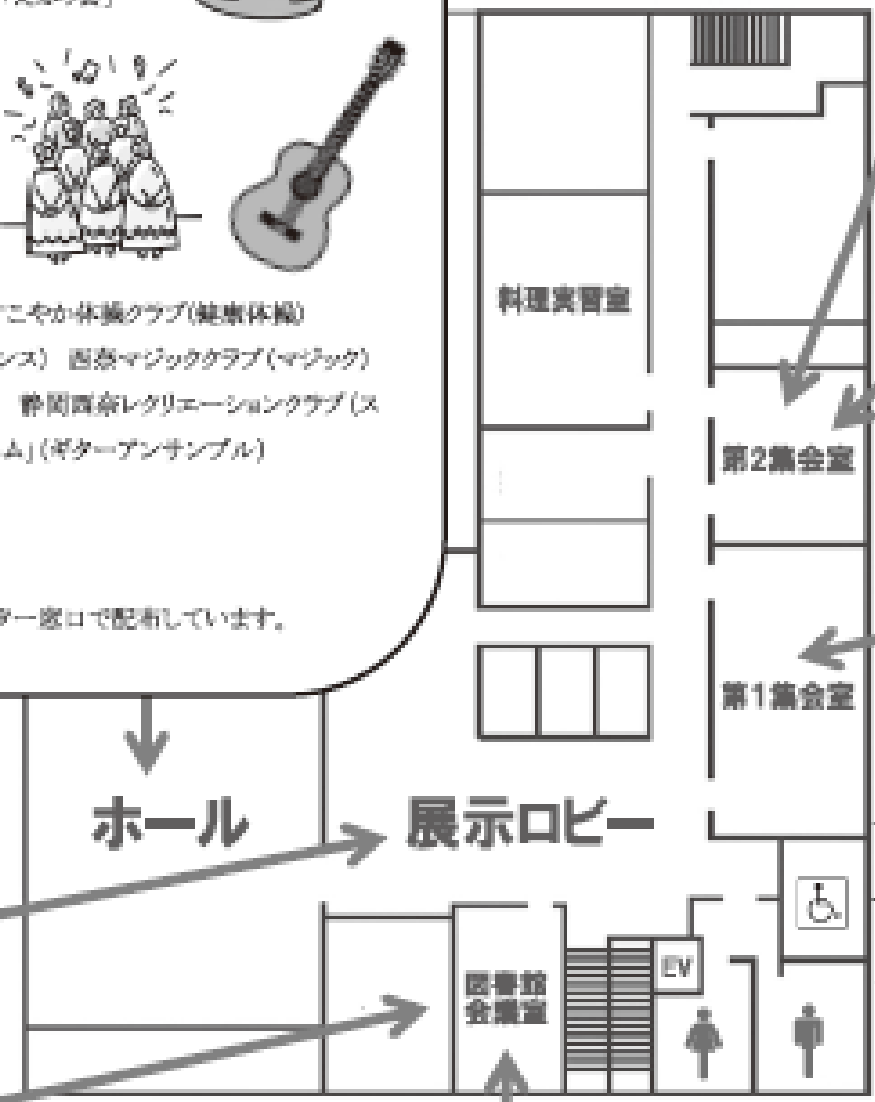 こやか体操クラブ(健康体操)
ンス) 西奈マジッククラブ(マジック)
静岡西奈レクリエーションクラブ(ス
ム」(ギターアンサンブル)
ター窓口で配布しています。
料理実習室
第2集会室
第1集会室
ホール
展示ロビー
図書館
会議室
EV